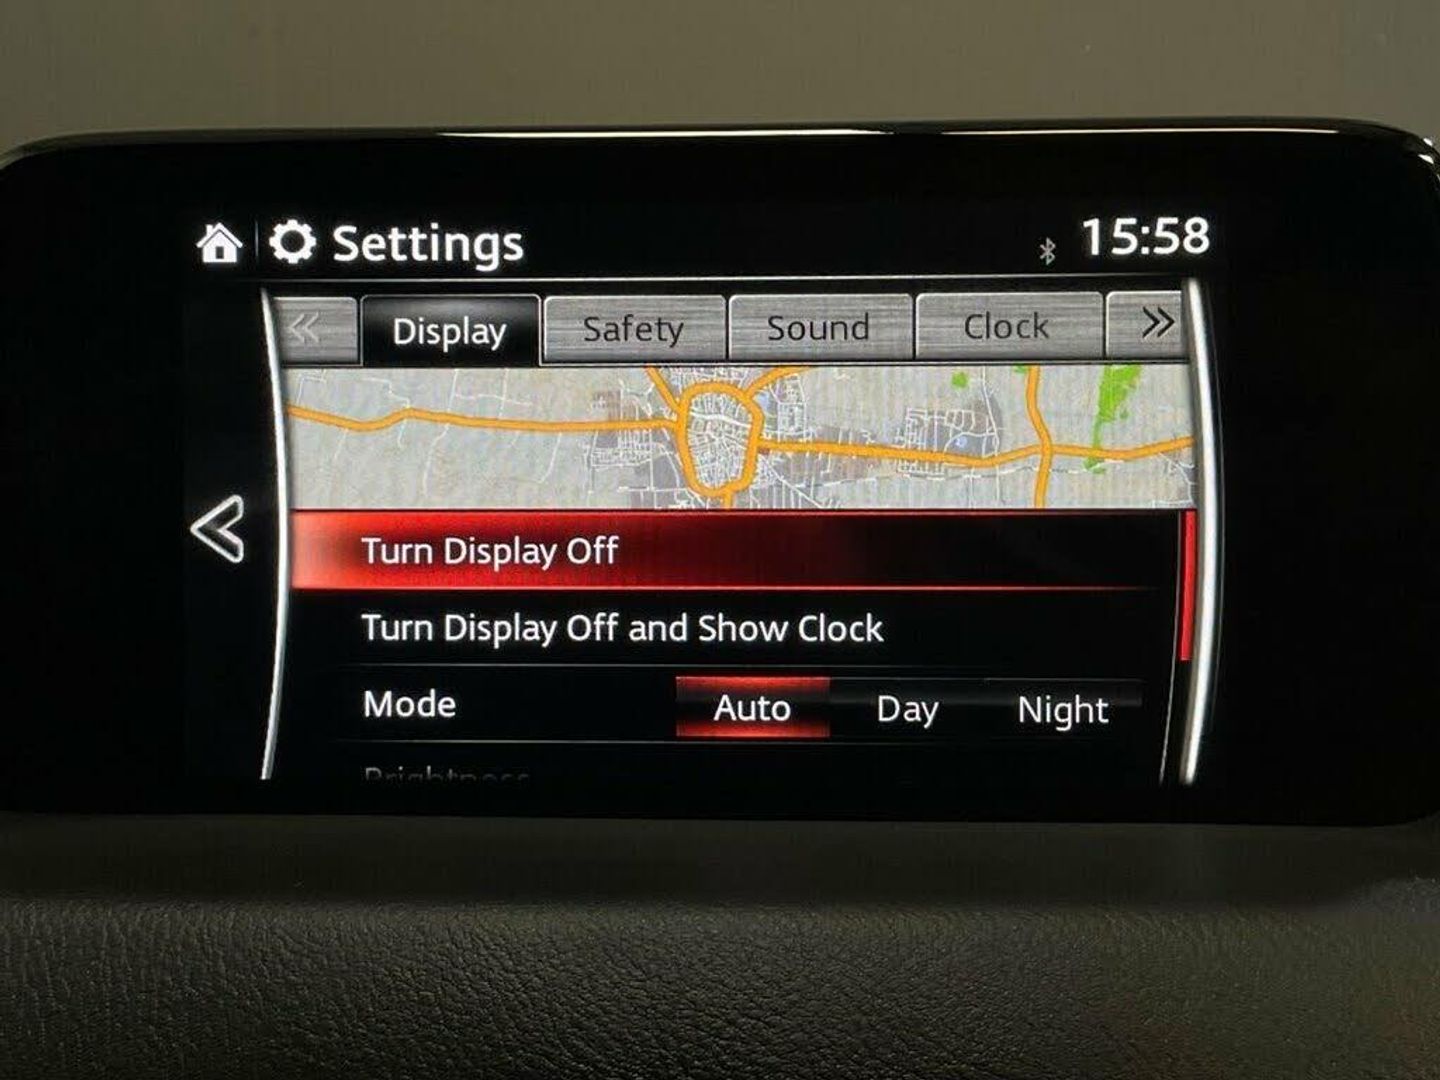 Settings
15:58
Display Safety Sound Clock
Turn Display Off
Turn Display Off and Show Clock
Mode Auto Day Night
Brightness